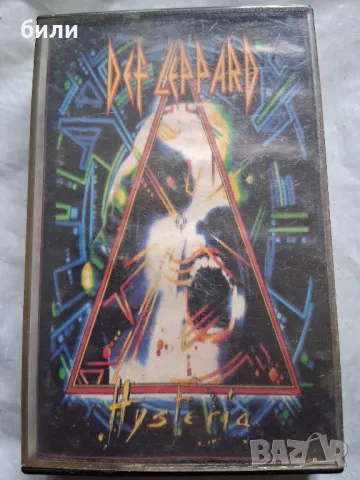 били
DEF LEPPARD
Hysteria
BAZAR